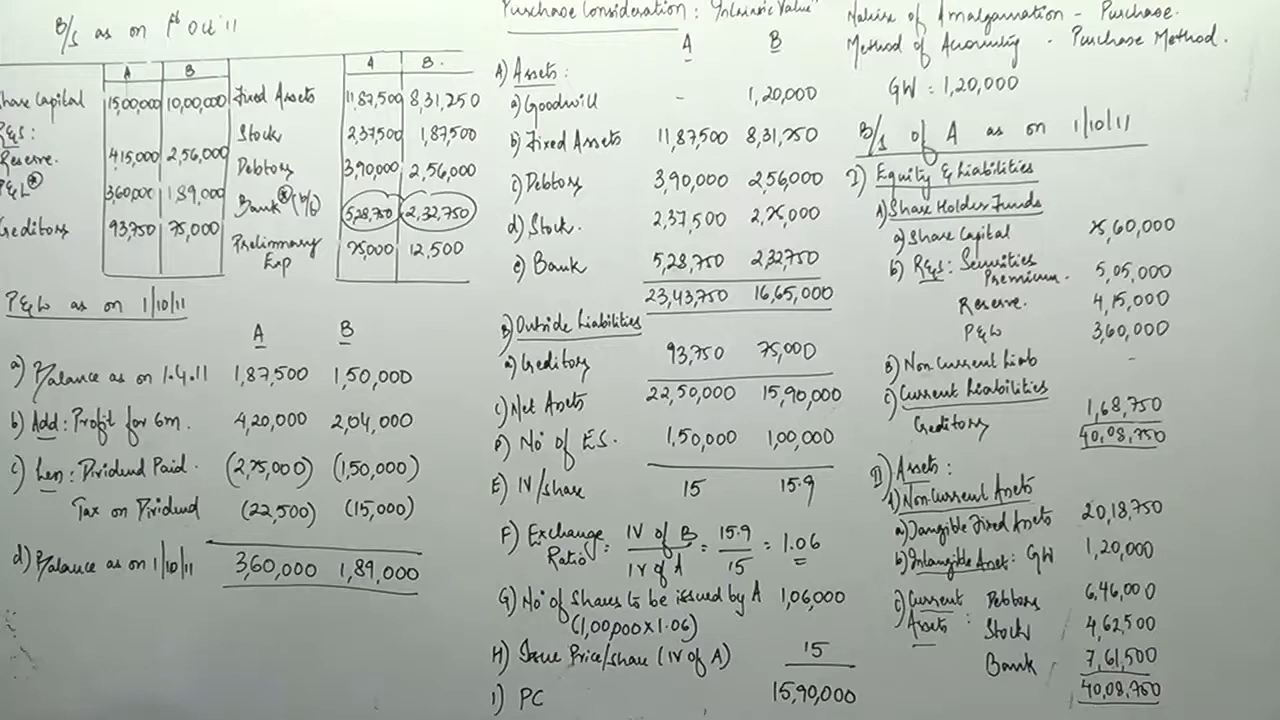 B/S as on 1st Oct 11
A B A B.
Share Capital 15,00,000 10,00,000 Fixed Assets 11,87,500 8,31,250
R&S: Stock 2,37,500 1,87,500
Reserve. 4,15,000 2,56,000 Debtors 3,90,000 2,56,000
P&L* 3,60,000 1,89,000 Bank* (b/f) 5,28,750 2,32,750
Creditors 93,750 75,000 Preliminary Exp 25,000 12,500
P&L as on 1/10/11
A B
a) Balance as on 1.4.11 1,87,500 1,50,000
b) Add: Profit for 6m. 4,20,000 2,04,000
c) Less: Dividend Paid. (2,25,000) (1,50,000)
Tax on Dividend (22,500) (15,000)
d) Balance as on 1/10/11 3,60,000 1,89,000
Purchase Consideration: "Intrinsic Value"
A B
A) Assets:
a) Goodwill - 1,20,000
b) Fixed Assets 11,87,500 8,31,250
c) Debtors 3,90,000 2,56,000
d) Stock. 2,37,500 2,25,000
e) Bank 5,28,750 2,32,750
23,43,750 16,65,000
B) Outside Liabilities
a) Creditors 93,750 75,000
C) Net Assets 22,50,000 15,90,000
D) No of ES. 1,50,000 1,00,000
E) IV/share 15 15.9
F) Exchange Ratio: IV of B / IV of A = 15.9 / 15 = 1.06
G) No of shares to be issued by A 1,06,000
(1,00,000 x 1.06)
H) Issue Price/share (IV of A) 15
I) PC 15,90,000
Nature of Amalgamation - Purchase.
Method of Accounting - Purchase Method.
GW = 1,20,000
B/S of A as on 1/10/11
I) Equity & Liabilities
A) Share Holder Funds
a) Share Capital 25,60,000
b) R&S: Securities Premium. 5,05,000
Reserve. 4,15,000
P&L 3,60,000
B) Non Current Liab -
C) Current Liabilities
Creditors 1,68,750
40,08,750
II) Assets:
A) Non Current Assets
a) Tangible Fixed Assets 20,18,750
b) Intangible Asset: GW 1,20,000
c) Current Assets: Debtors 6,46,000
Stocks 4,62,500
Bank 7,61,500
40,08,750